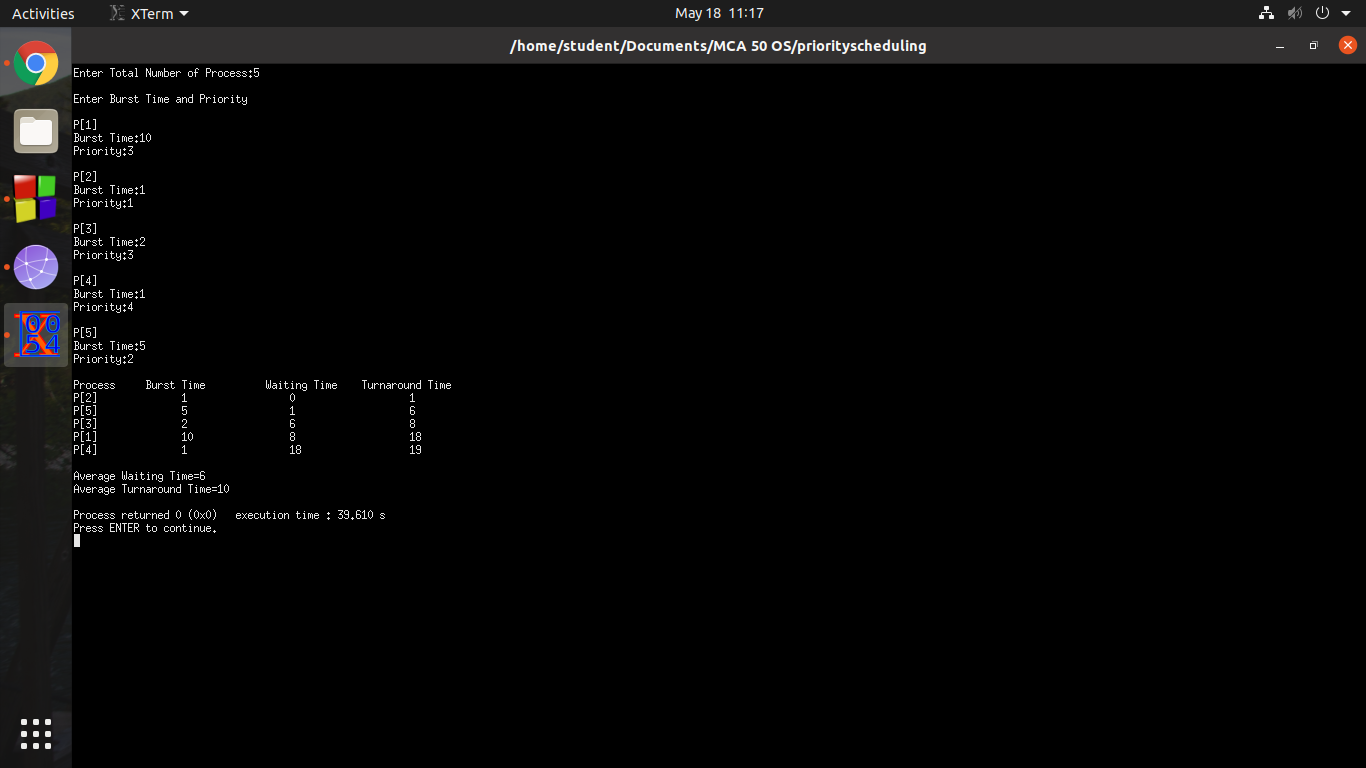 Activities XTerm May 18 11:17
/home/student/Documents/MCA 50 OS/priorityscheduling
Enter Total Number of Process:5
Enter Burst Time and Priority
P[1]
Burst Time:10
Priority:3
P[2]
Burst Time:1
Priority:1
P[3]
Burst Time:2
Priority:3
P[4]
Burst Time:1
Priority:4
P[5]
Burst Time:5
Priority:2
Process Burst Time Waiting Time Turnaround Time
P[2] 1 0 1
P[5] 5 1 6
P[3] 2 6 8
P[1] 10 8 18
P[4] 1 18 19
Average Waiting Time=6
Average Turnaround Time=10
Process returned 0 (0x0) execution time : 39.610 s
Press ENTER to continue.
00
54